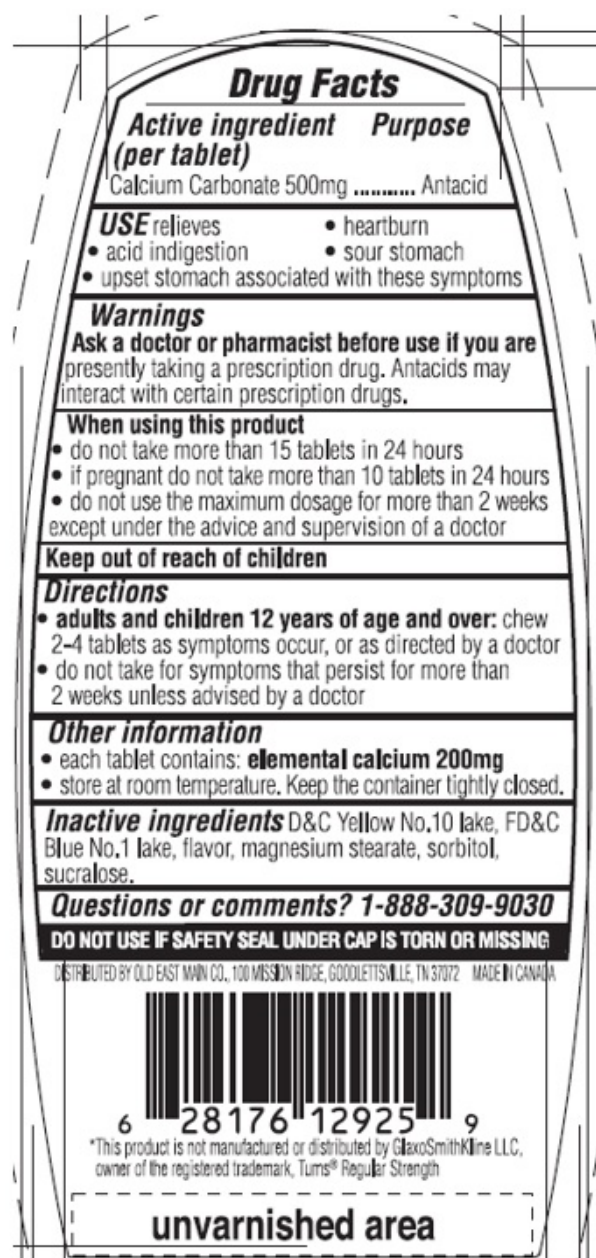 Drug Facts
Active ingredient Purpose
(per tablet)
Calcium Carbonate 500mg ........... Antacid
USE relieves • heartburn
• acid indigestion • sour stomach
• upset stomach associated with these symptoms
Warnings
Ask a doctor or pharmacist before use if you are
presently taking a prescription drug. Antacids may
interact with certain prescription drugs.
When using this product
• do not take more than 15 tablets in 24 hours
• if pregnant do not take more than 10 tablets in 24 hours
• do not use the maximum dosage for more than 2 weeks
except under the advice and supervision of a doctor
Keep out of reach of children
Directions
• adults and children 12 years of age and over: chew
2-4 tablets as symptoms occur, or as directed by a doctor
• do not take for symptoms that persist for more than
2 weeks unless advised by a doctor
Other information
• each tablet contains: elemental calcium 200mg
• store at room temperature. Keep the container tightly closed.
Inactive ingredients D&C Yellow No.10 lake, FD&C
Blue No.1 lake, flavor, magnesium stearate, sorbitol,
sucralose.
Questions or comments? 1-888-309-9030
DO NOT USE IF SAFETY SEAL UNDER CAP IS TORN OR MISSING
DISTRIBUTED BY OLD EAST MAIN CO., 100 MISSION RIDGE, GOODLETTSVILLE, TN 37072 MADE IN CANADA
6 28176 12925 9
*This product is not manufactured or distributed by GlaxoSmithKline LLC,
owner of the registered trademark, Tums® Regular Strength
unvarnished area